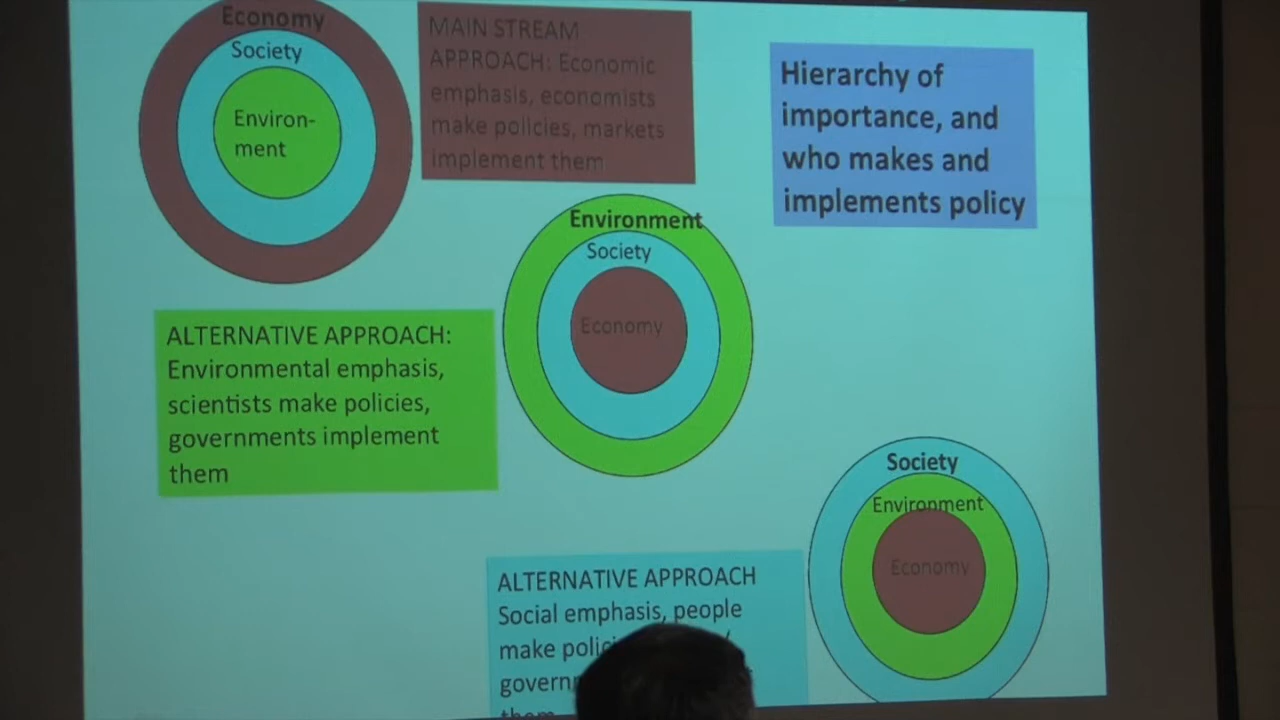 Economy
Society
Environ-
ment
MAIN STREAM
APPROACH: Economic
emphasis, economists
make policies, markets
implement them
Hierarchy of
importance, and
who makes and
implements policy
Environment
Society
Economy
ALTERNATIVE APPROACH:
Environmental emphasis,
scientists make policies,
governments implement
them
Society
Environment
Economy
ALTERNATIVE APPROACH
Social emphasis, people
make
them